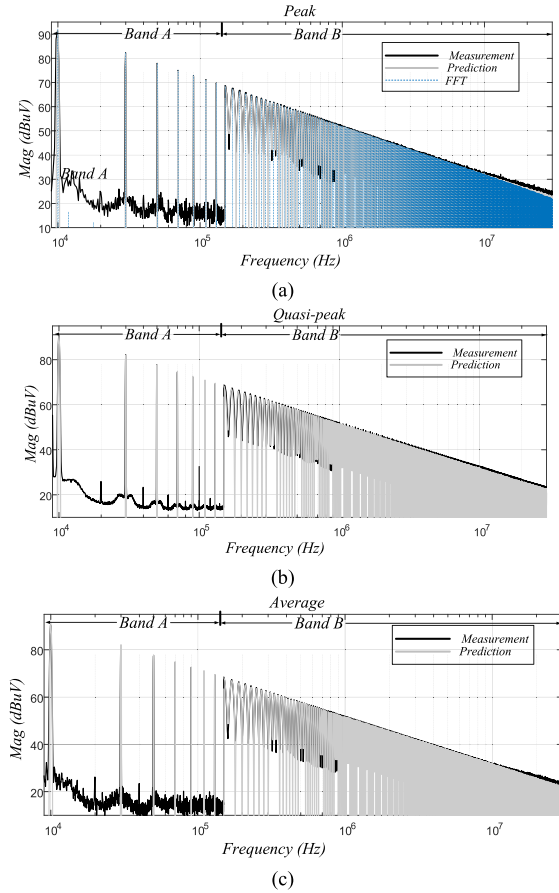 Peak
Band A
Band B
90
80
70
60
50
40
30
20
10
Mag (dBuV)
Measurement
Prediction
FFT
Band A
10^4
10^5
10^6
10^7
Frequency (Hz)
(a)
Quasi-peak
Band A
Band B
80
60
40
20
Mag (dBuV)
Measurement
Prediction
10^4
10^5
10^6
10^7
Frequency (Hz)
(b)
Average
Band A
Band B
80
60
40
20
Mag (dBuV)
Measurement
Prediction
10^4
10^5
10^6
10^7
Frequency (Hz)
(c)